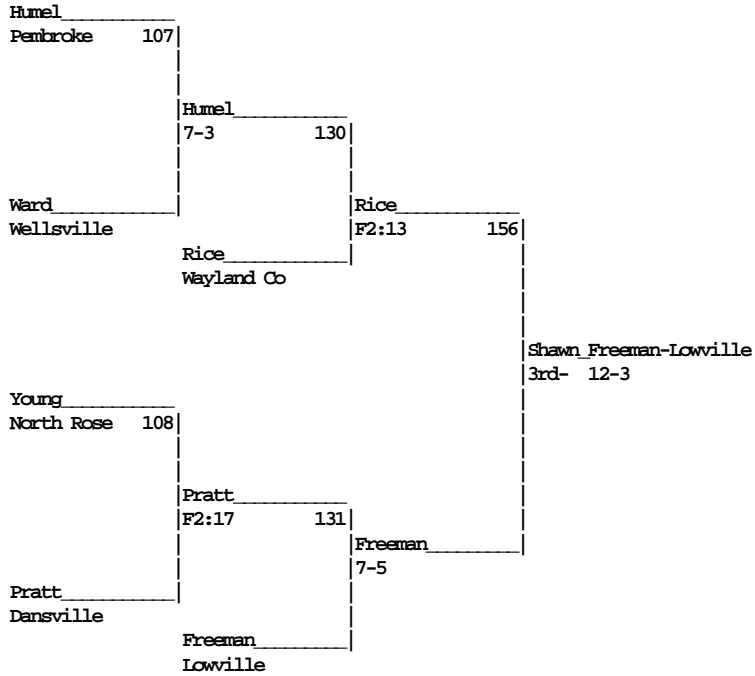 Humel
Pembroke 107
Humel
7-3 130
Ward
Wellsville
Rice
F2:13 156
Rice
Wayland Co
Shawn_Freeman-Lowville
3rd- 12-3
Young
North Rose 108
Pratt
F2:17 131
Freeman
7-5
Pratt
Dansville
Freeman
Lowville